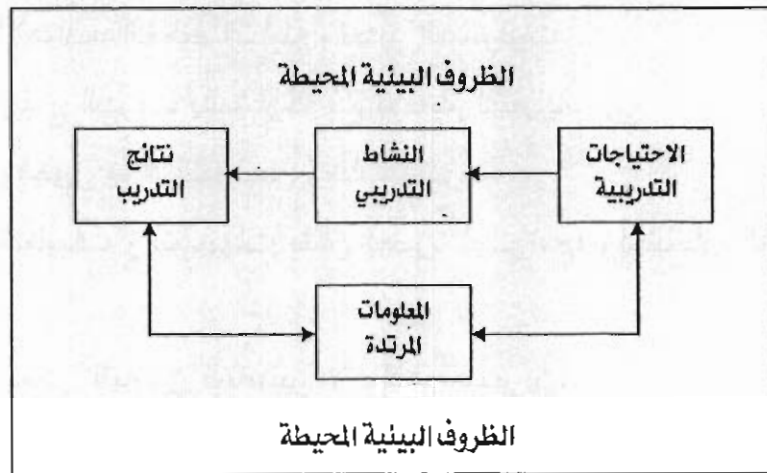 الظروف البيئية المحيطة
الاحتياجات
التدريبية
النشاط
التدريبي
نتائج
التدريب
المعلومات
المرتدة
الظروف البيئية المحيطة